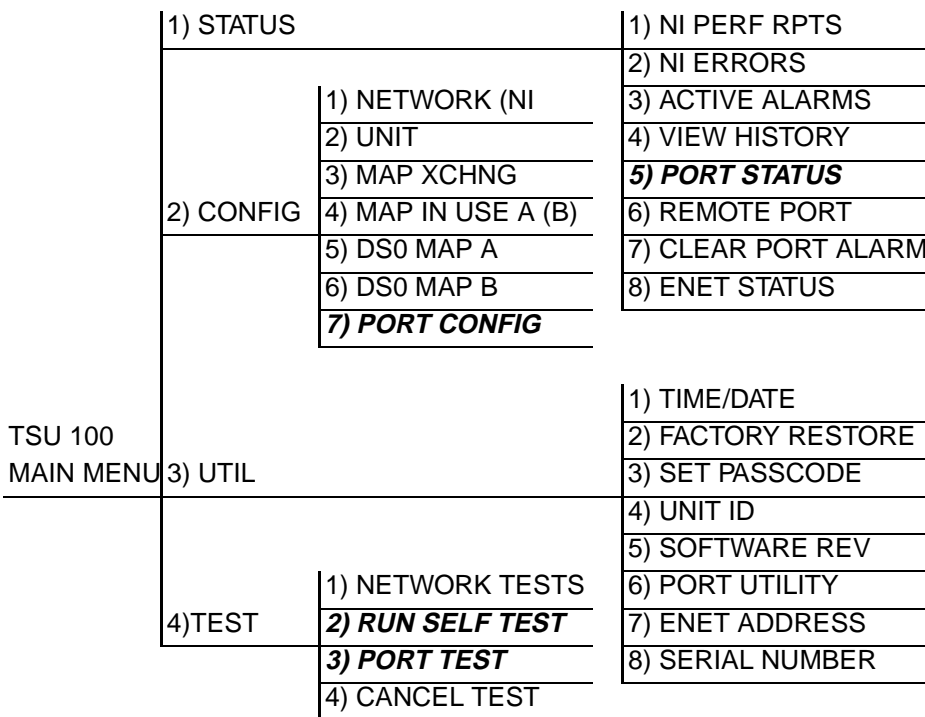 1) STATUS
1) NI PERF RPTS
2) NI ERRORS
3) ACTIVE ALARMS
4) VIEW HISTORY
5) PORT STATUS
6) REMOTE PORT
7) CLEAR PORT ALARM
8) ENET STATUS
2) CONFIG
1) NETWORK (NI
2) UNIT
3) MAP XCHNG
4) MAP IN USE A (B)
5) DS0 MAP A
6) DS0 MAP B
7) PORT CONFIG
TSU 100
MAIN MENU
3) UTIL
1) TIME/DATE
2) FACTORY RESTORE
3) SET PASSCODE
4) UNIT ID
5) SOFTWARE REV
6) PORT UTILITY
7) ENET ADDRESS
8) SERIAL NUMBER
4)TEST
1) NETWORK TESTS
2) RUN SELF TEST
3) PORT TEST
4) CANCEL TEST